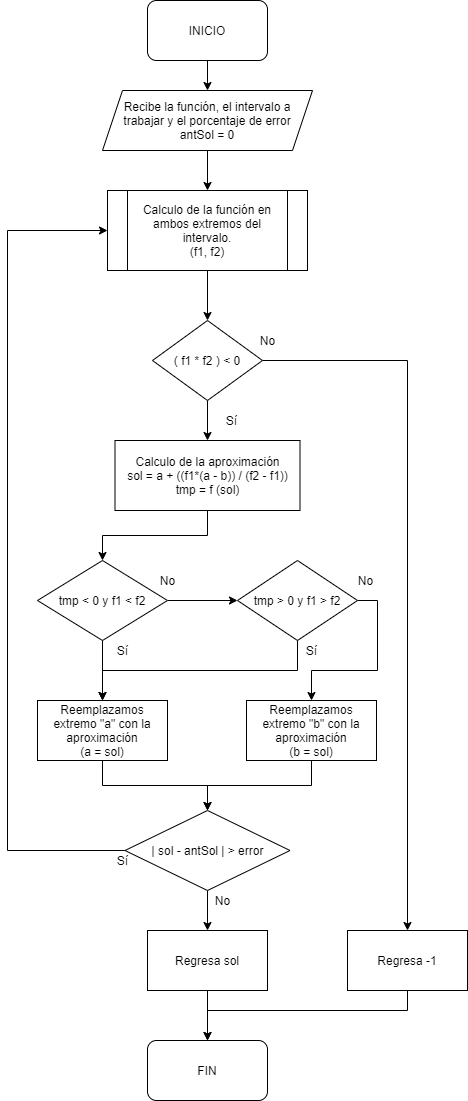 INICIO
Recibe la función, el intervalo a
trabajar y el porcentaje de error
antSol = 0
Calculo de la función en
ambos extremos del
intervalo.
(f1, f2)
( f1 * f2 ) < 0
No
Sí
Calculo de la aproximación
sol = a + ((f1*(a - b)) / (f2 - f1))
tmp = f (sol)
tmp < 0 y f1 < f2
No
tmp > 0 y f1 > f2
No
Sí
Sí
Reemplazamos
extremo "a" con la
aproximación
(a = sol)
Reemplazamos
extremo "b" con la
aproximación
(b = sol)
| sol - antSol | > error
Sí
No
Regresa sol
Regresa -1
FIN